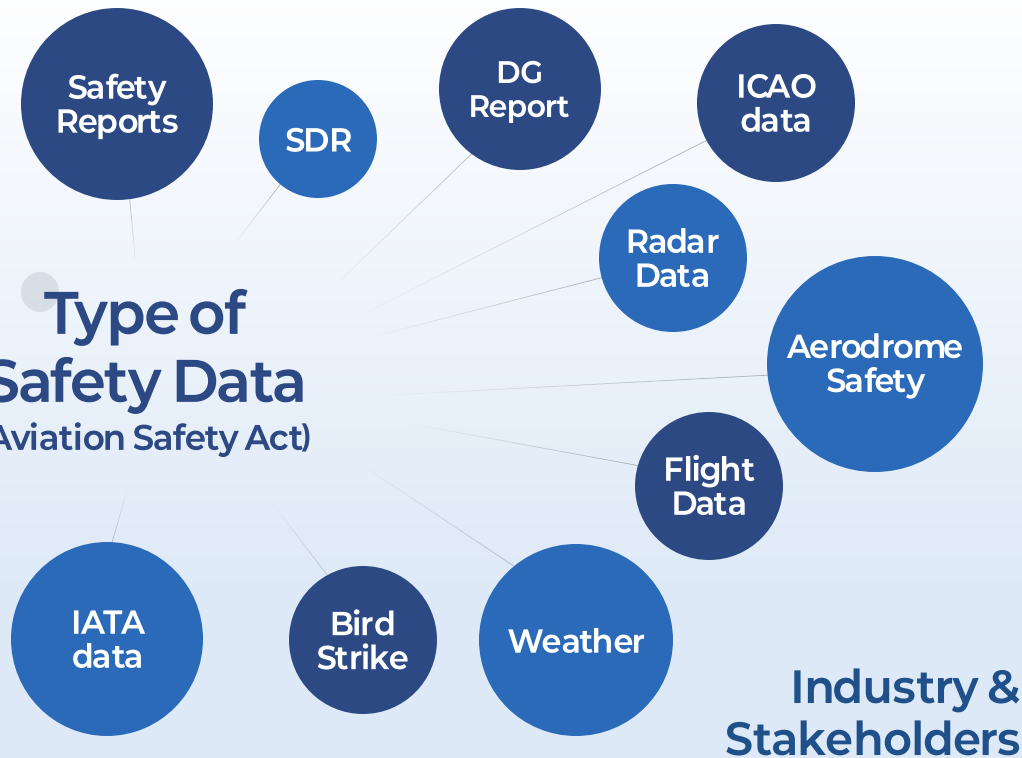 Safety
Reports
SDR
DG
Report
ICAO
data
Radar
Data
Type of
Safety Data
Aviation Safety Act)
Aerodrome
Safety
Flight
Data
IATA
data
Bird
Strike
Weather
Industry &
Stakeholders